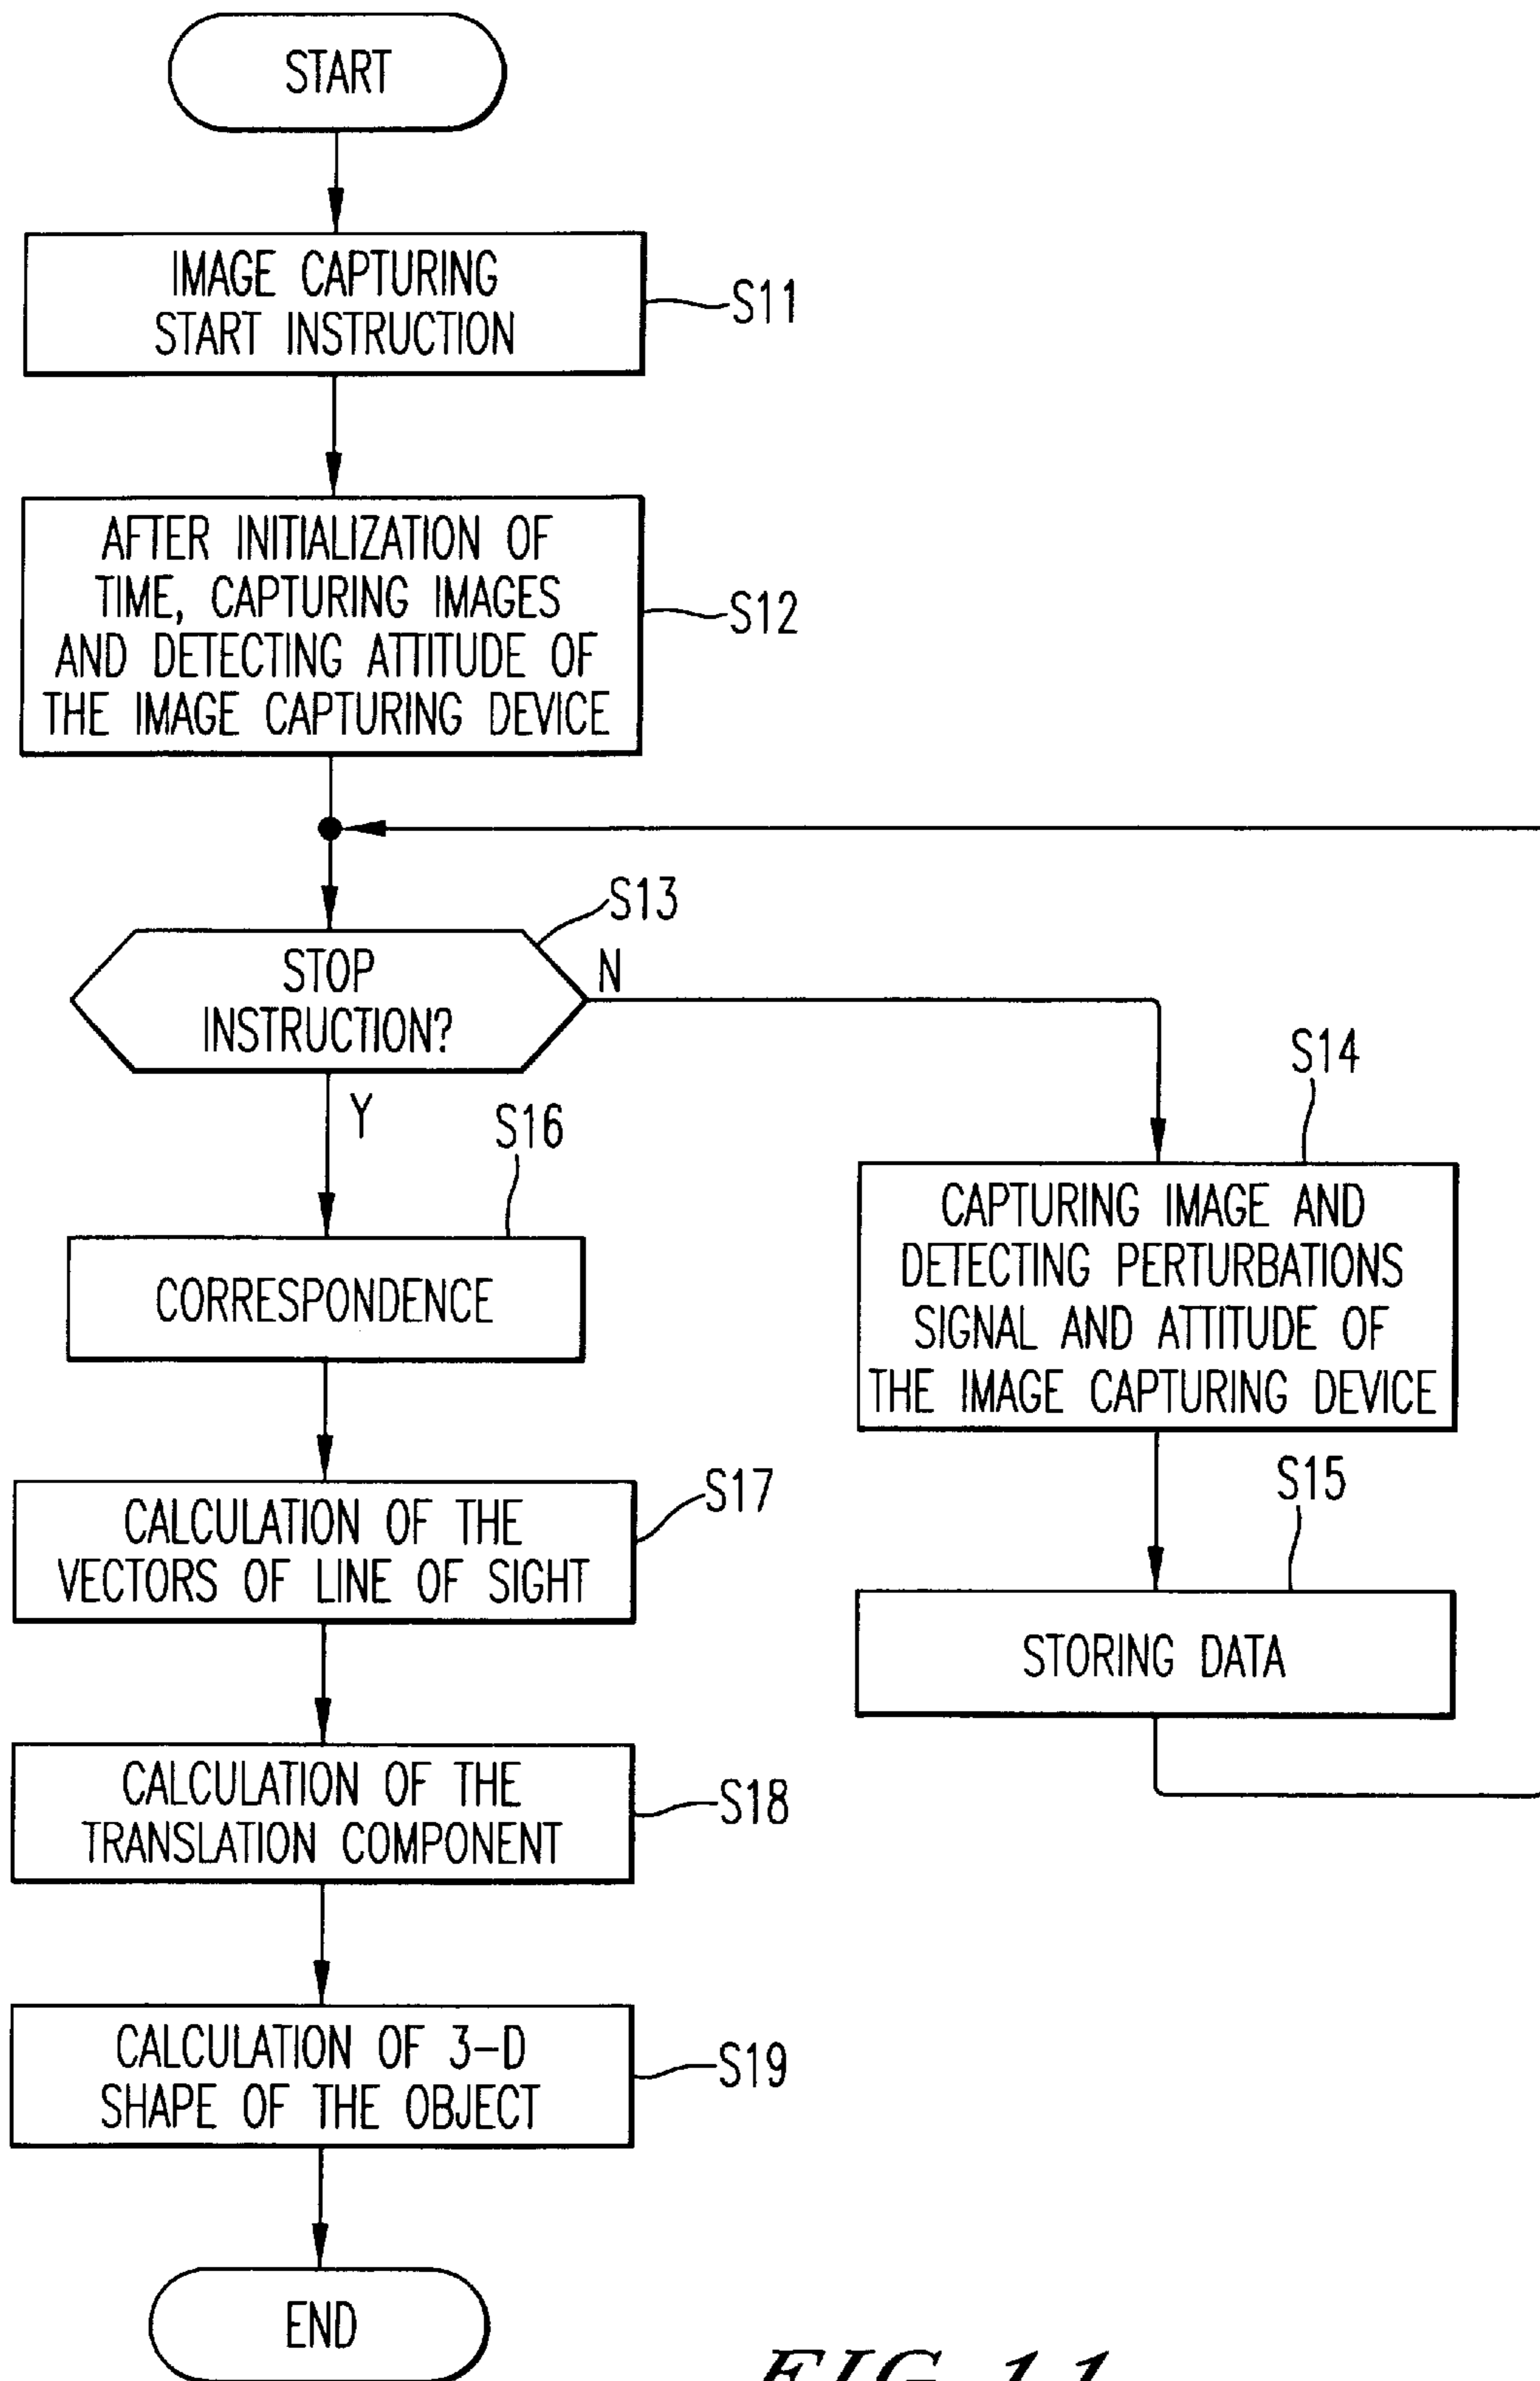 START
IMAGE CAPTURING
START INSTRUCTION
S11
AFTER INITIALIZATION OF
TIME, CAPTURING IMAGES
AND DETECTING ATTITUDE OF
THE IMAGE CAPTURING DEVICE
S12
S13
STOP
INSTRUCTION?
N
Y
S14
CAPTURING IMAGE AND
DETECTING PERTURBATIONS
SIGNAL AND ATTITUDE OF
THE IMAGE CAPTURING DEVICE
S15
STORING DATA
S16
CORRESPONDENCE
S17
CALCULATION OF THE
VECTORS OF LINE OF SIGHT
CALCULATION OF THE
TRANSLATION COMPONENT
S18
CALCULATION OF 3-D
SHAPE OF THE OBJECT
S19
END
FIG. 11